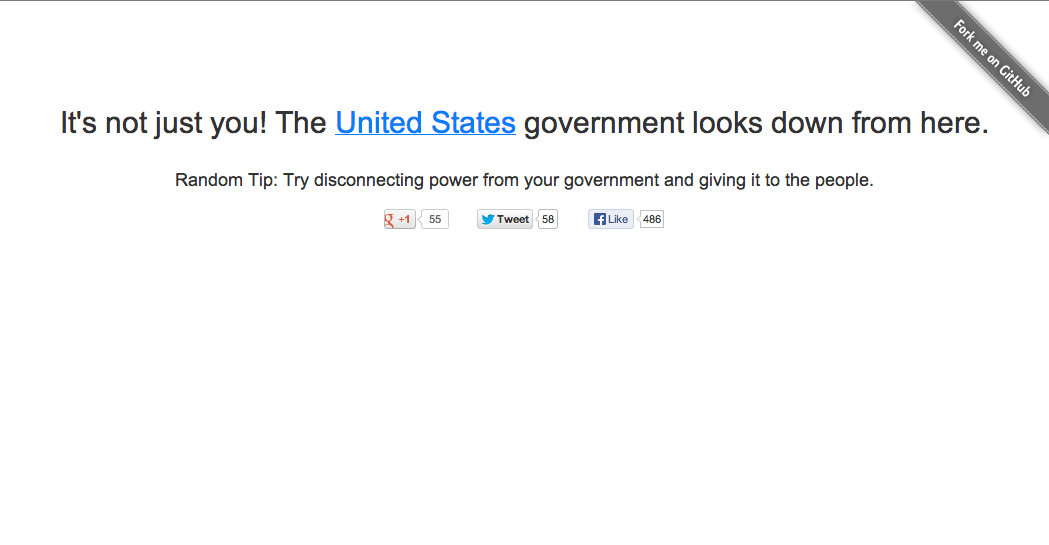 Fork me on GitHub
It's not just you! The United States government looks down from here.
Random Tip: Try disconnecting power from your government and giving it to the people.
g +1 55 Tweet 58 Like 486